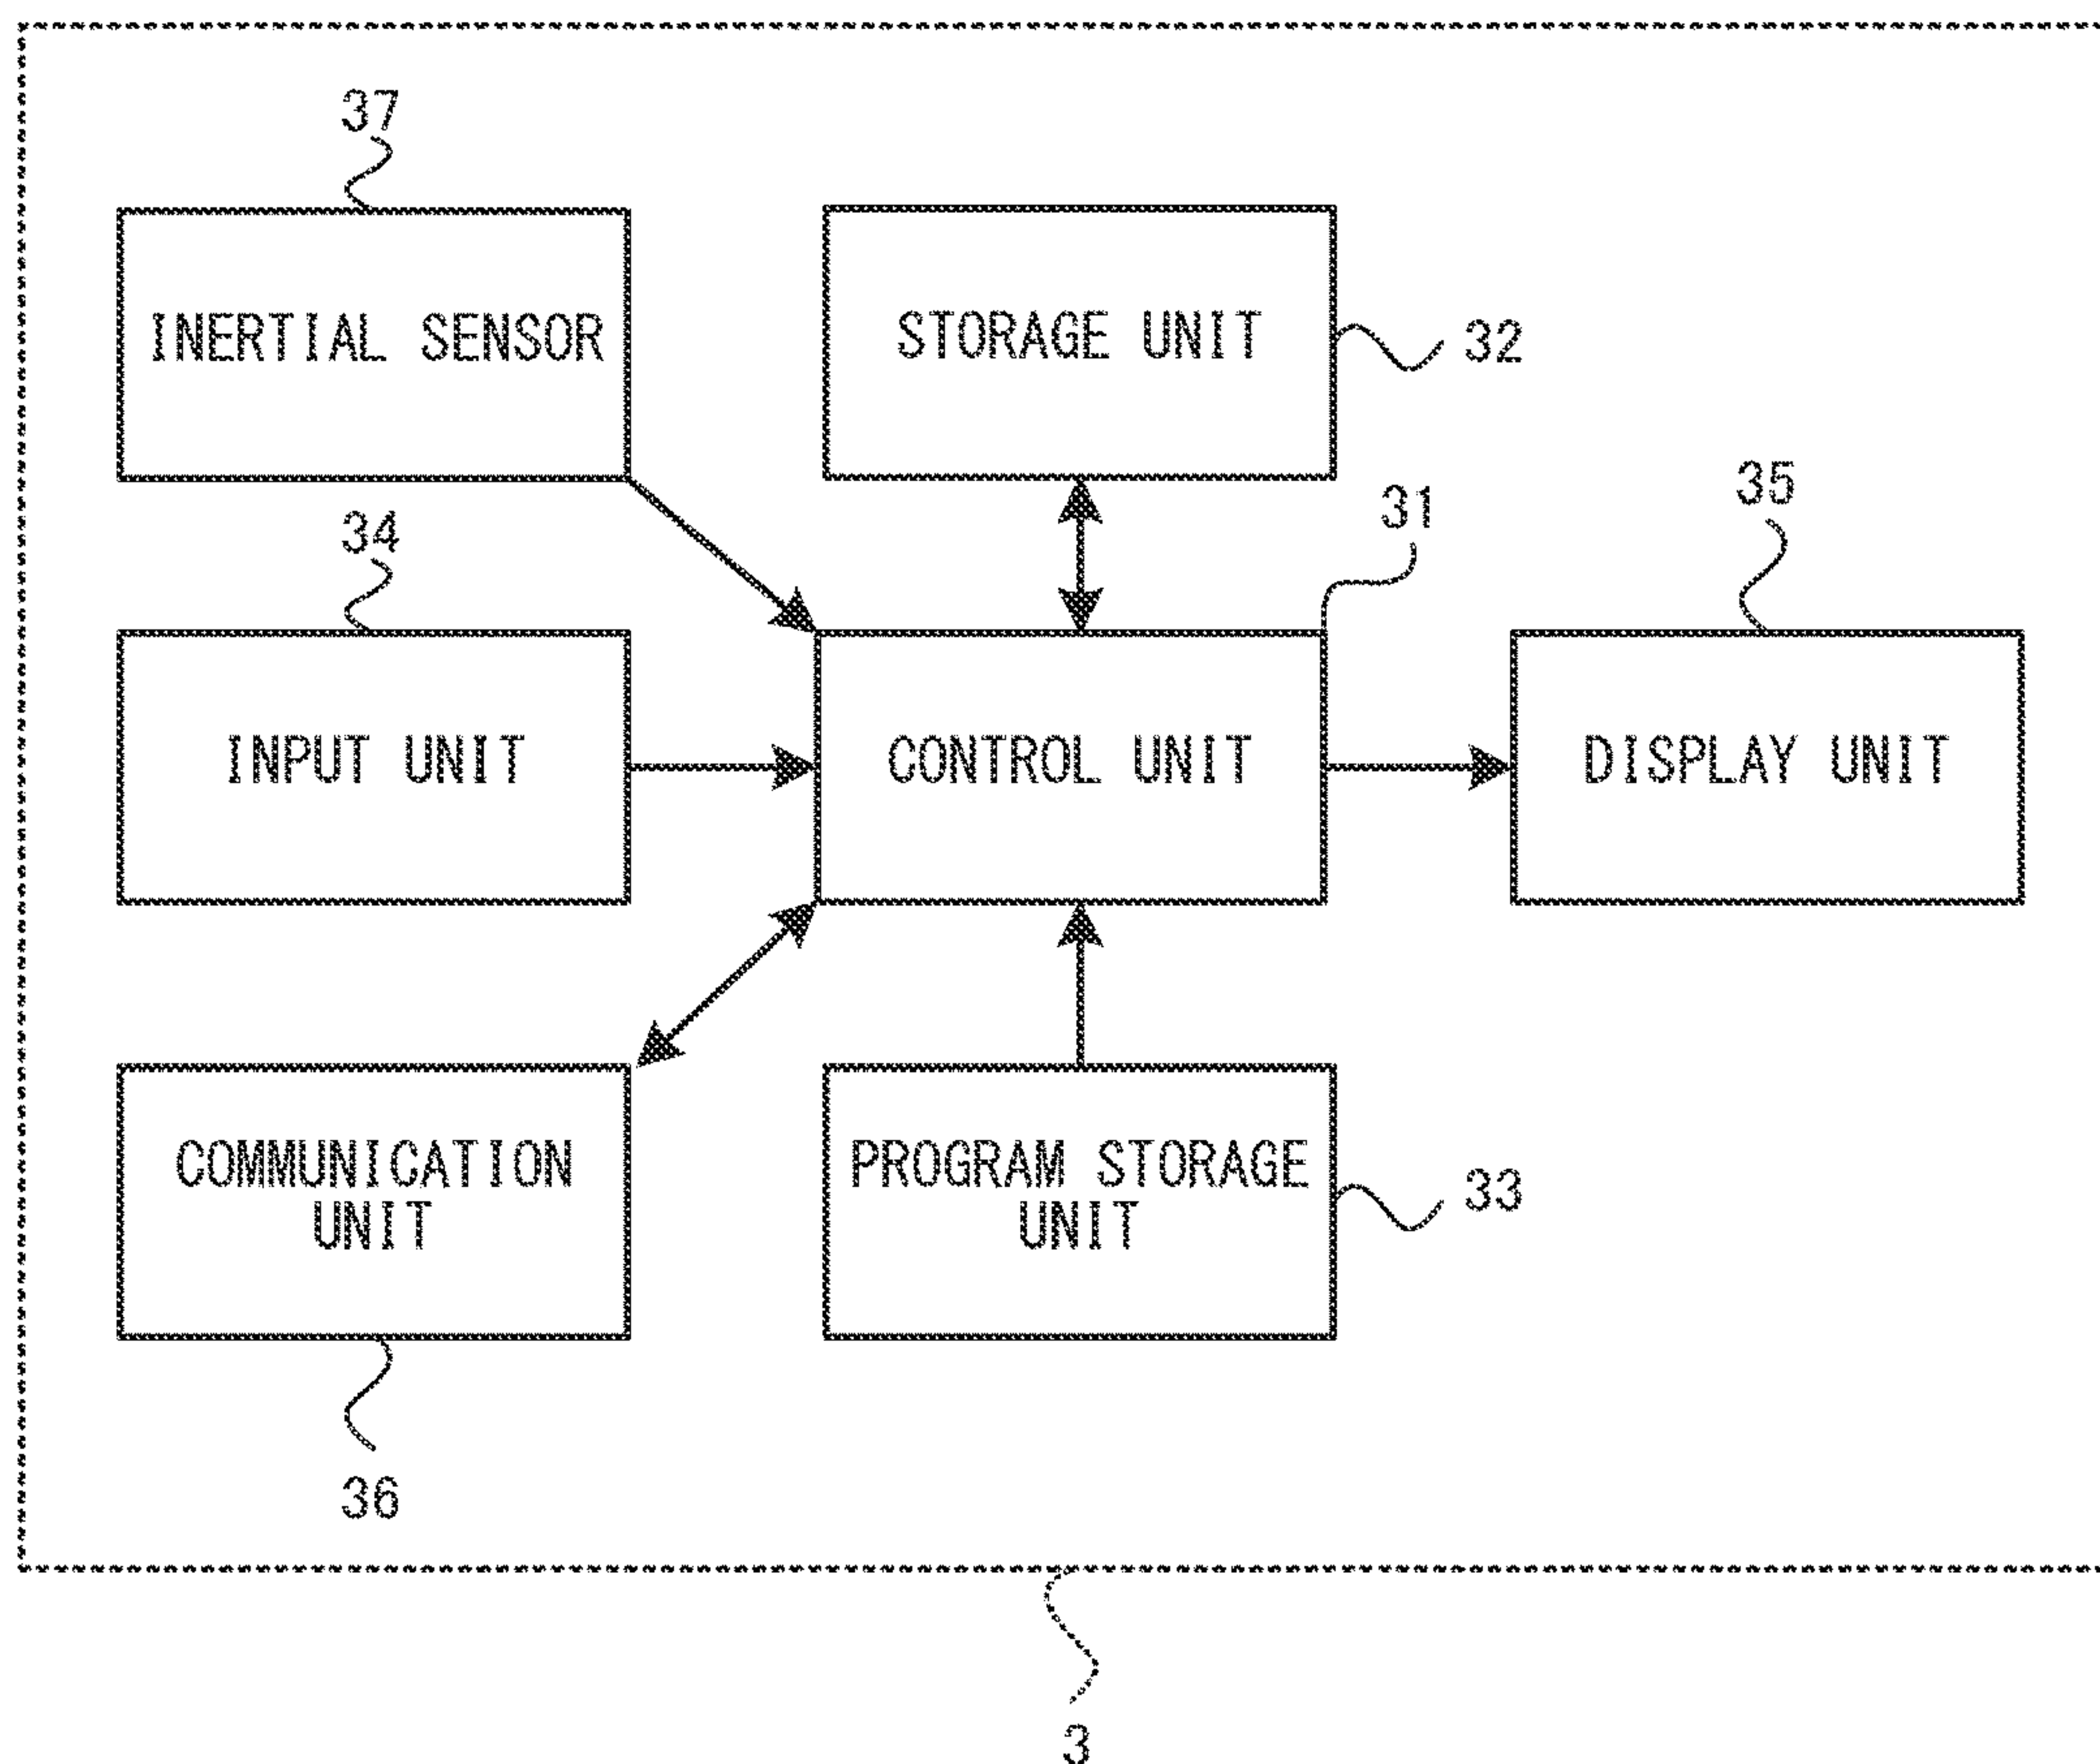 37
INERTIAL SENSOR
STORAGE UNIT
32
34
31
35
INPUT UNIT
CONTROL UNIT
DISPLAY UNIT
COMMUNICATION
UNIT
PROGRAM STORAGE
UNIT
33
36
3